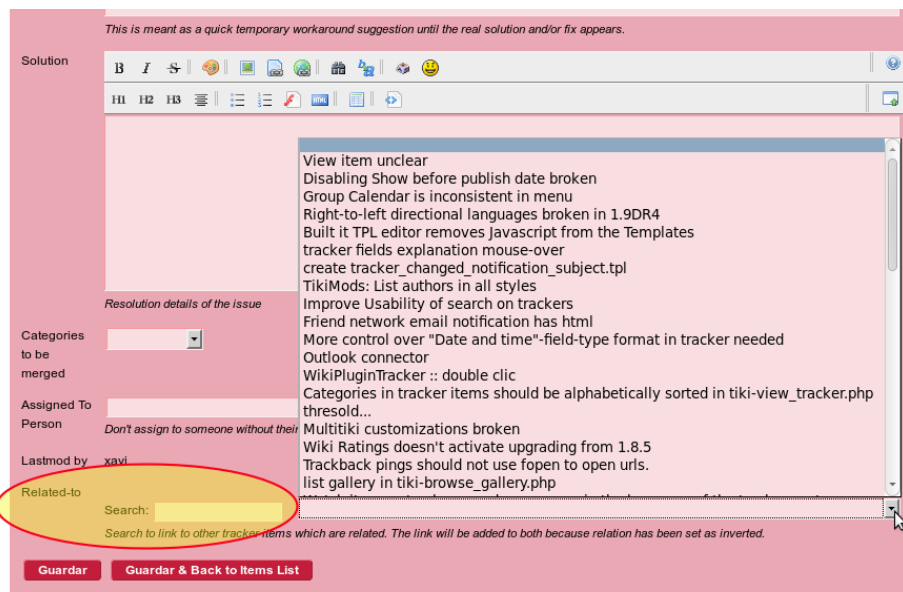 This is meant as a quick temporary workaround suggestion until the real solution and/or fix appears.
Solution
B I S
H1 H2 H3 HTML
View item unclear
Disabling Show before publish date broken
Group Calendar is inconsistent in menu
Right-to-left directional languages broken in 1.9DR4
Built it TPL editor removes Javascript from the Templates
tracker fields explanation mouse-over
create tracker_changed_notification_subject.tpl
TikiMods: List authors in all styles
Improve Usability of search on trackers
Friend network email notification has html
More control over "Date and time"-field-type format in tracker needed
Outlook connector
WikiPluginTracker :: double clic
Categories in tracker items should be alphabetically sorted in tiki-view_tracker.php
thresold...
Multitiki customizations broken
Wiki Ratings doesn't activate upgrading from 1.8.5
Trackback pings should not use fopen to open urls.
list gallery in tiki-browse_gallery.php
Resolution details of the issue
Categories
to be
merged
Assigned To
Person
Don't assign to someone without their
Lastmod by xavi
Related-to
Search:
Search to link to other tracker items which are related. The link will be added to both because relation has been set as inverted.
Guardar Guardar & Back to Items List